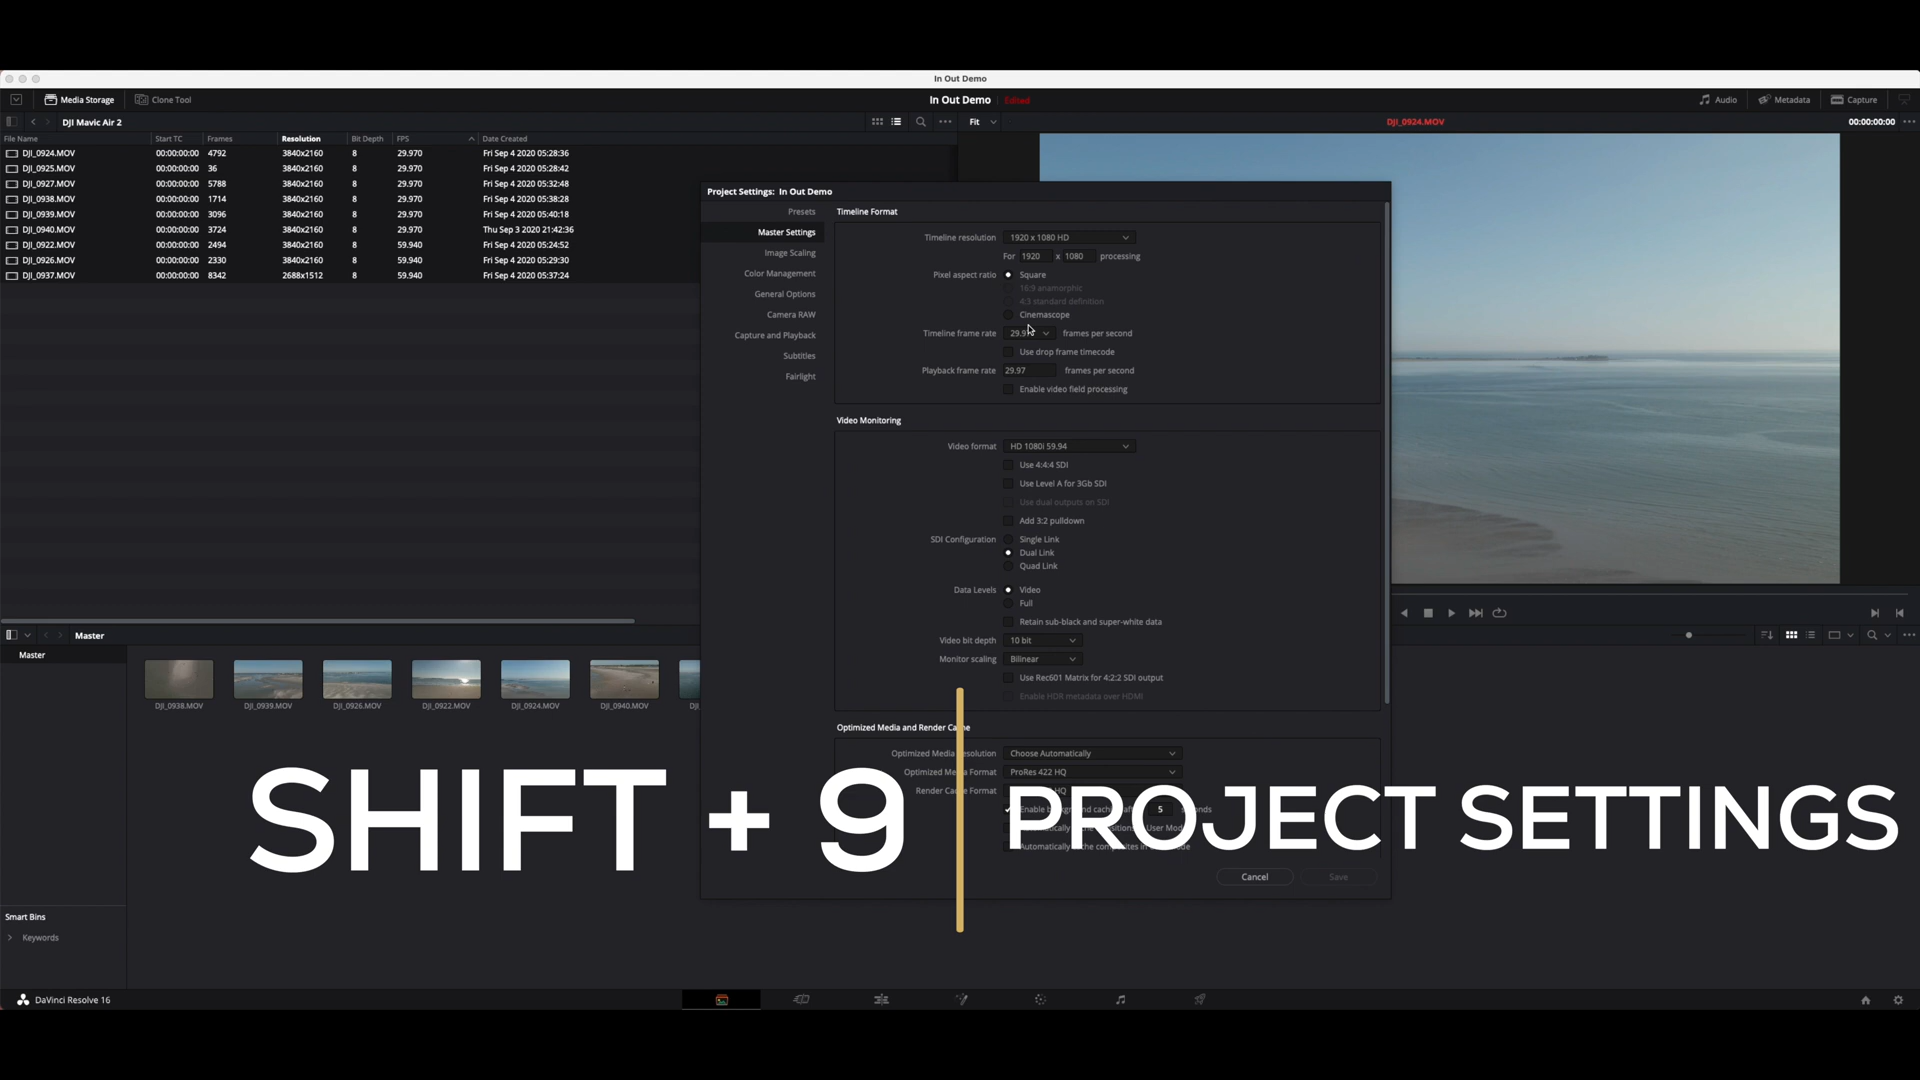 In Out Demo
Media Storage
Clone Tool
In Out Demo
Edited
Audio
Metadata
Capture
DJI Mavic Air 2
Fit
DJI_0924.MOV
00:00:00:00
File Name Start TC Frames Resolution Bit Depth FPS Date Created
DJI_0924.MOV 00:00:00:00 4792 3840x2160 8 29.970 Fri Sep 4 2020 05:28:36
DJI_0925.MOV 00:00:00:00 36 3840x2160 8 29.970 Fri Sep 4 2020 05:28:42
DJI_0927.MOV 00:00:00:00 5788 3840x2160 8 29.970 Fri Sep 4 2020 05:32:48
DJI_0938.MOV 00:00:00:00 1714 3840x2160 8 29.970 Fri Sep 4 2020 05:38:28
DJI_0939.MOV 00:00:00:00 3096 3840x2160 8 29.970 Fri Sep 4 2020 05:40:18
DJI_0940.MOV 00:00:00:00 3724 3840x2160 8 29.970 Thu Sep 3 2020 21:42:36
DJI_0922.MOV 00:00:00:00 2494 3840x2160 8 59.940 Fri Sep 4 2020 05:24:52
DJI_0926.MOV 00:00:00:00 2330 3840x2160 8 59.940 Fri Sep 4 2020 05:29:30
DJI_0937.MOV 00:00:00:00 8342 2688x1512 8 59.940 Fri Sep 4 2020 05:37:24
Project Settings: In Out Demo
Presets
Master Settings
Image Scaling
Color Management
General Options
Camera RAW
Capture and Playback
Subtitles
Fairlight
Timeline Format
Timeline resolution 1920 x 1080 HD
For 1920 x 1080 processing
Pixel aspect ratio Square
16:9 anamorphic
4:3 standard definition
Cinemascope
Timeline frame rate frames per second
Use drop frame timecode
Playback frame rate 29.97 frames per second
Enable video field processing
Video Monitoring
Video format HD 1080i 59.94
Use 4:4:4 SDI
Use Level A for 3Gb SDI
Use dual outputs on SDI
Add 3:2 pulldown
SDI Configuration Single Link
Dual Link
Quad Link
Data Levels Video
Full
Retain sub-black and super-white data
Video bit depth 10 bit
Monitor scaling Bilinear
Use Rec601 Matrix for 4:2:2 SDI output
Enable HDR metadata over HDMI
Optimized Media and Render
Optimized Media Choose Automatically
Optimized Format ProRes 422 HQ
Render Format HQ
Enable 5
User
Automatically
Cancel
Save
Master
Master
DJI_0938.MOV
DJI_0939.MOV
DJI_0926.MOV
DJI_0922.MOV
DJI_0924.MOV
DJI_0940.MOV
SHIFT + 9
PROJECT SETTINGS
Smart Bins
Keywords
DaVinci Resolve 16